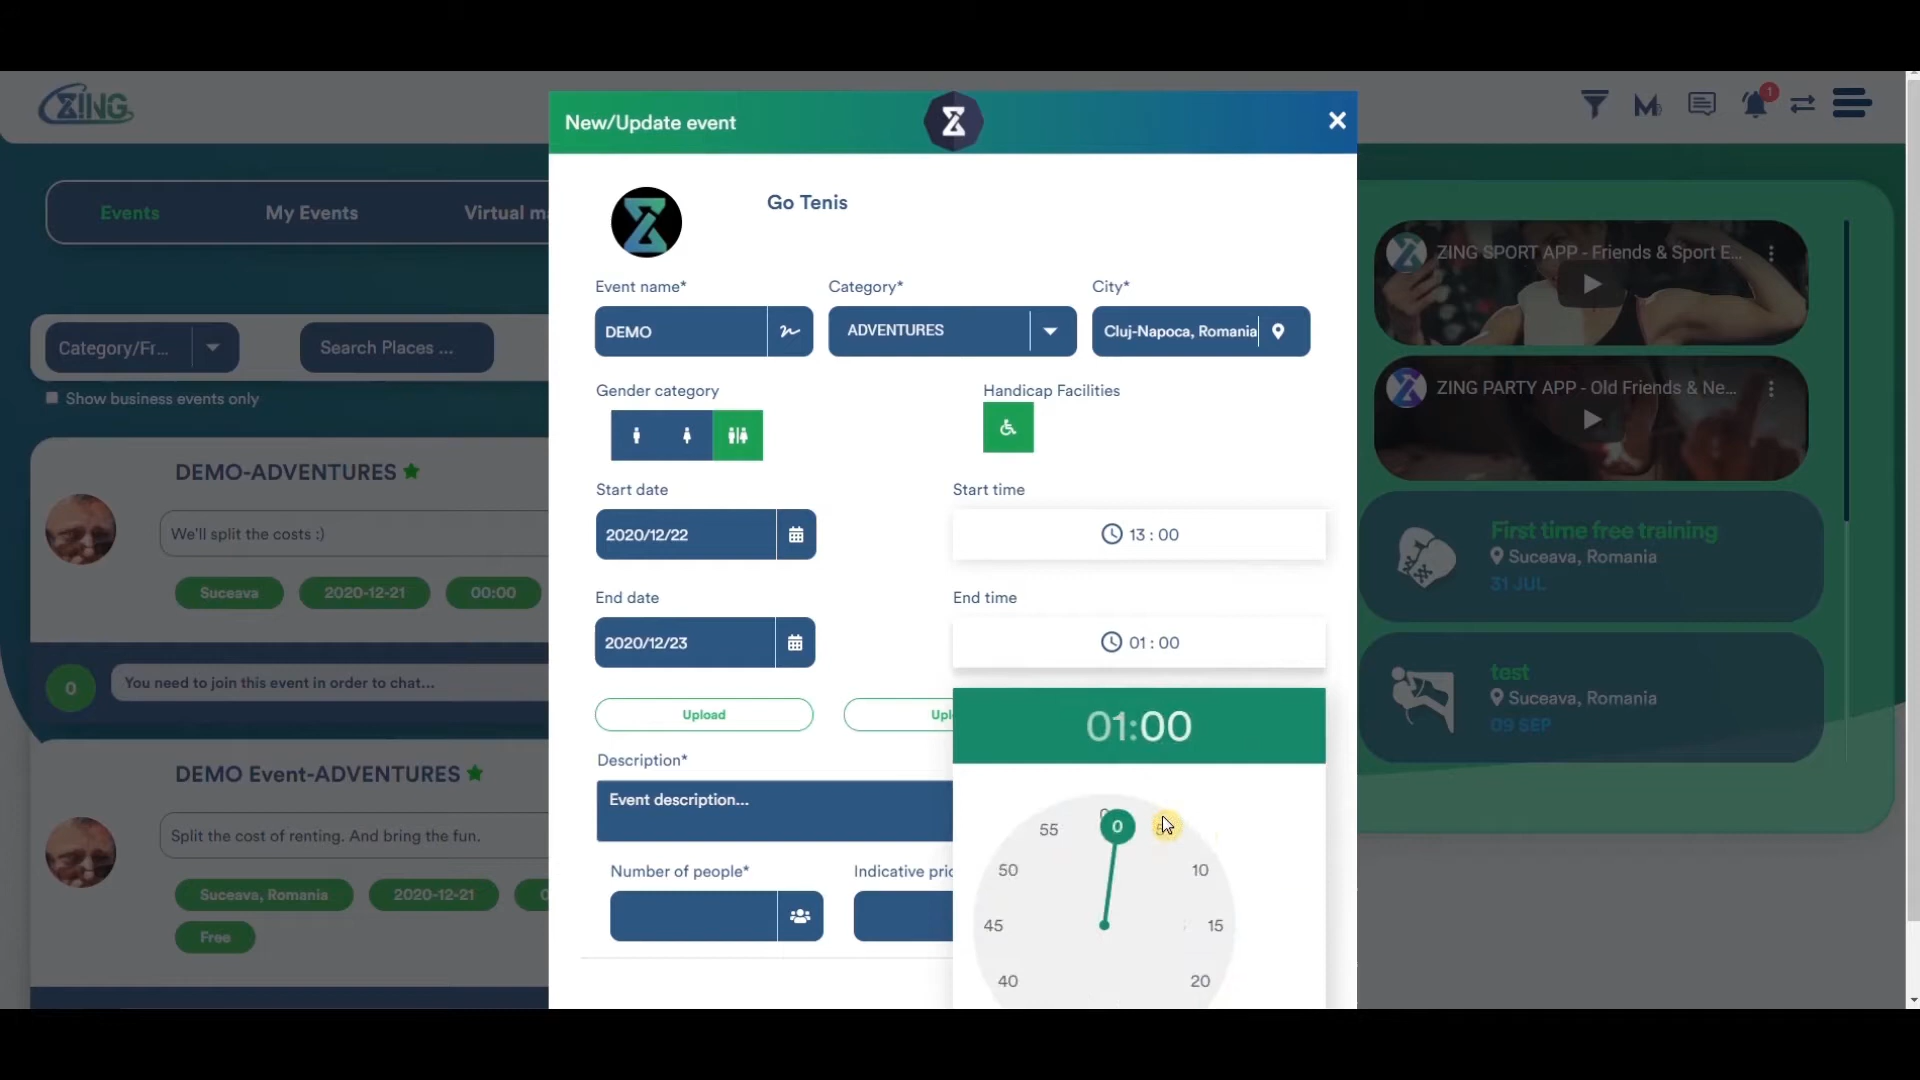 ZING
New/Update event
1
Events
My Events
Virtual ma
Category/Fr...
Search Places ...
Show business events only
DEMO-ADVENTURES
We'll split the costs :)
Suceava
2020-12-21
00:00
0
You need to join this event in order to chat...
DEMO Event-ADVENTURES
Split the cost of renting. And bring the fun.
Suceava, Romania
2020-12-21
Free
Go Tenis
Event name*
Category*
City*
DEMO
ADVENTURES
Cluj-Napoca, Romania
Gender category
Handicap Facilities
Start date
Start time
2020/12/22
13 : 00
End date
End time
2020/12/23
01 : 00
Upload
Upl
01:00
Description*
Event description...
Number of people*
Indicative pric
0
55
50
10
45
15
40
20
ZING SPORT APP - Friends & Sport E...
ZING PARTY APP - Old Friends & Ne...
First time free training
Suceava, Romania
31 JUL
test
Suceava, Romania
09 SEP